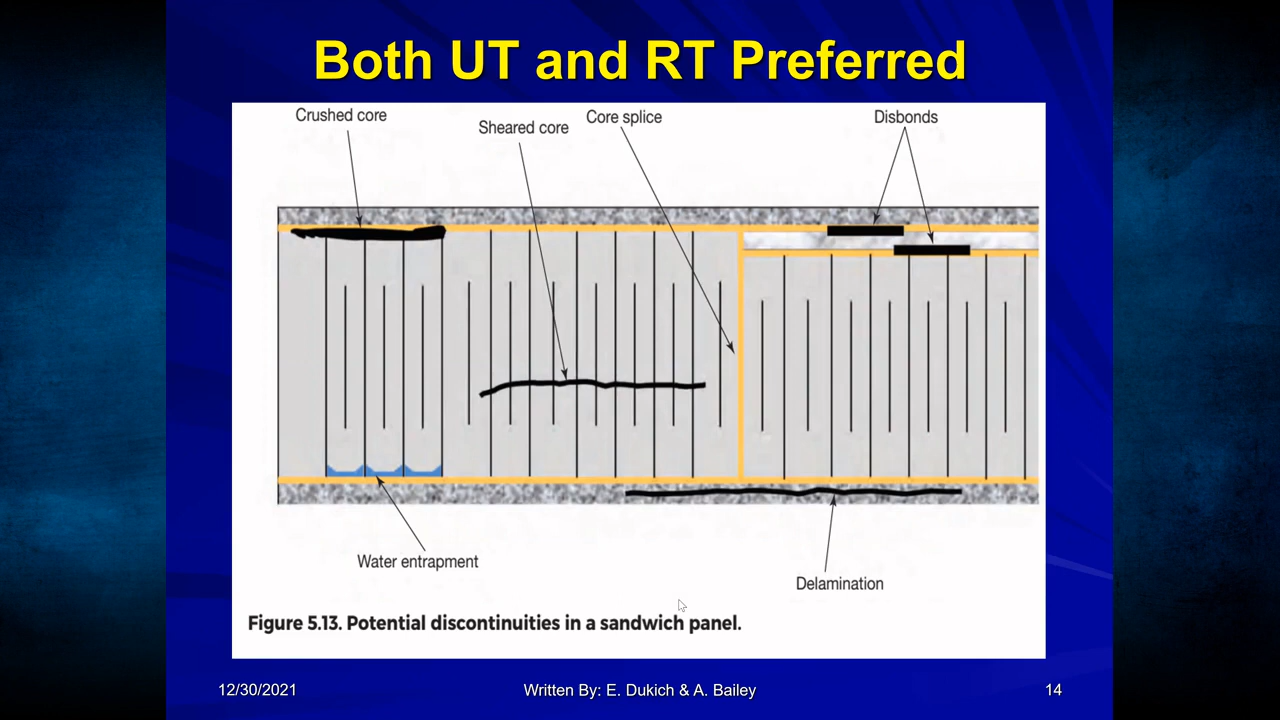 Both UT and RT Preferred
Crushed core
Sheared core
Core splice
Disbonds
Water entrapment
Delamination
Figure 5.13. Potential discontinuities in a sandwich panel.
12/30/2021
Written By: E. Dukich & A. Bailey
14